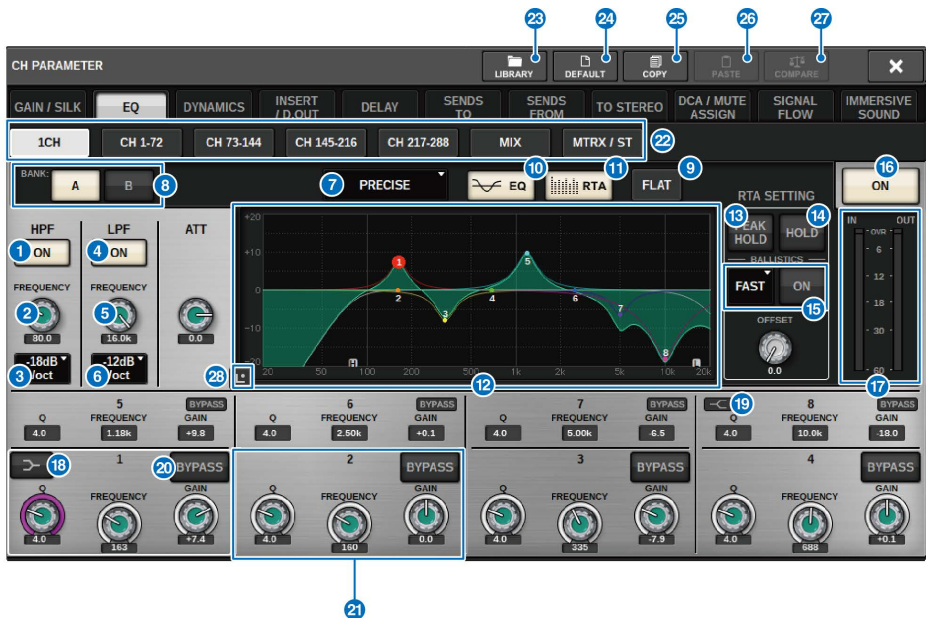 23 24 25 26 27
CH PARAMETER LIBRARY DEFAULT COPY PASTE COMPARE
GAIN / SILK EQ DYNAMICS INSERT / D.OUT DELAY SENDS TO SENDS FROM TO STEREO DCA / MUTE ASSIGN SIGNAL FLOW IMMERSIVE SOUND
1CH CH 1-72 CH 73-144 CH 145-216 CH 217-288 MIX MTRX / ST 22
BANK: A B 8 7 PRECISE 10 EQ 11 RTA 9 FLAT RTA SETTING 16 ON
HPF LPF ATT
1 ON 4 ON
FREQUENCY FREQUENCY
2 5
80.0 16.0k 0.0
3 -18dB /oct 6 -12dB /oct
28
+20
+10
0
-10
-20
20 50 100 200 500 1k 2k 5k 10k 20k
1 2 3 4 5 6 7 8
H L
12
13 PEAK HOLD 14 HOLD
BALLISTICS
FAST ON
15
OFFSET
0.0
IN OUT
OVR
6
12
18
30
60
17
5 BYPASS
Q FREQUENCY GAIN
4.0 1.18k +9.8
6 BYPASS
Q FREQUENCY GAIN
4.0 2.50k +0.1
7 BYPASS
Q FREQUENCY GAIN
4.0 5.00k -6.5
19 8 BYPASS
Q FREQUENCY GAIN
4.0 10.0k -18.0
18 1 20 BYPASS
Q FREQUENCY GAIN
4.0 163 +7.4
2 BYPASS
Q FREQUENCY GAIN
4.0 160 0.0
3 BYPASS
Q FREQUENCY GAIN
4.0 335 -7.9
4 BYPASS
Q FREQUENCY GAIN
4.0 688 +0.1
21